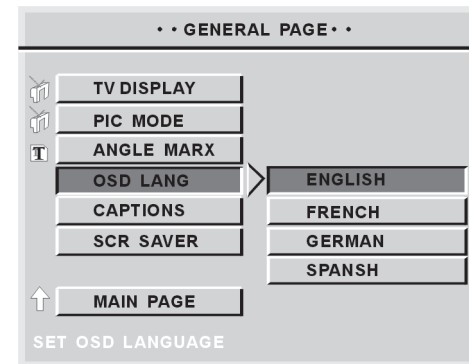 ··GENERAL PAGE··
TV DISPLAY
PIC MODE
T ANGLE MARX
OSD LANG
CAPTIONS
SCR SAVER
MAIN PAGE
ENGLISH
FRENCH
GERMAN
SPANSH
SET OSD LANGUAGE